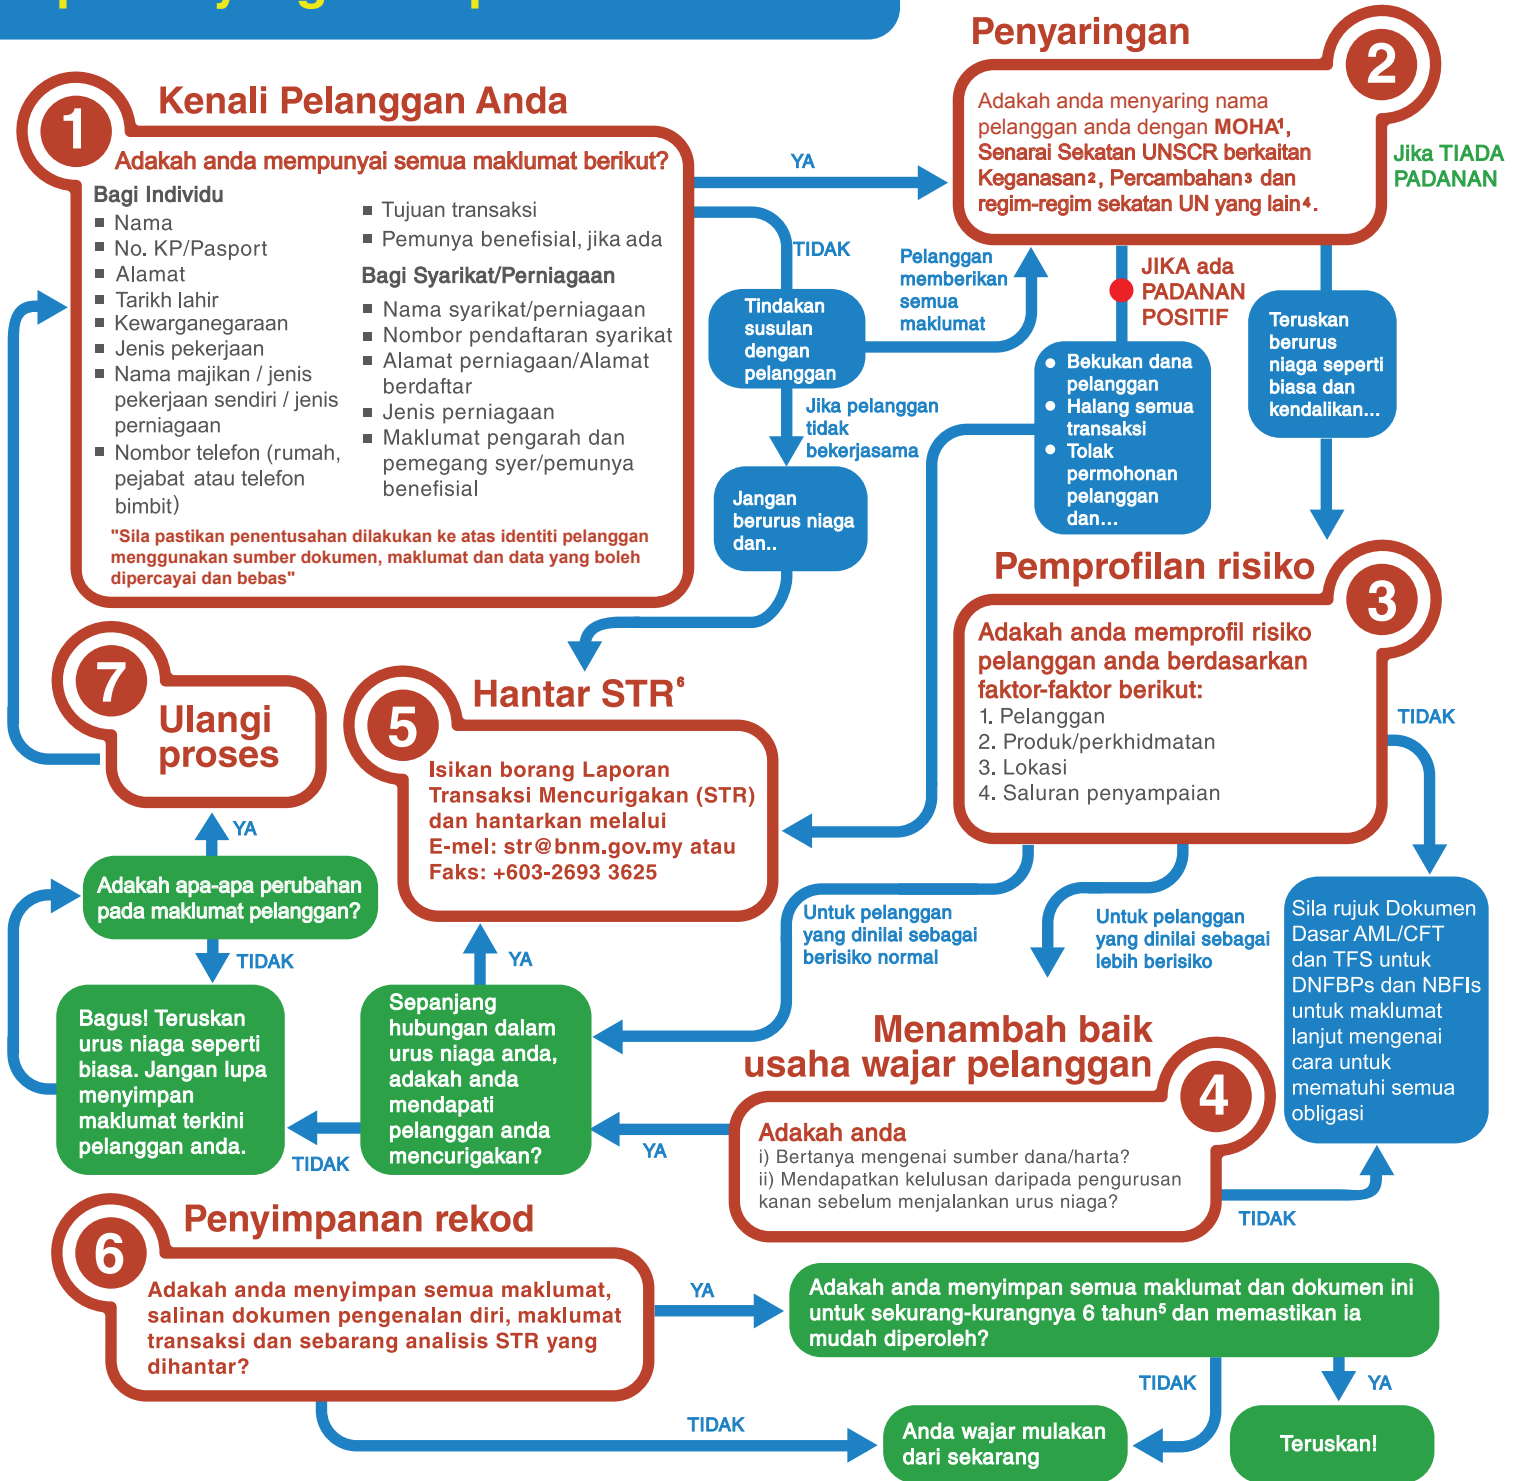 1
Kenali Pelanggan Anda
Adakah anda mempunyai semua maklumat berikut?
Bagi Individu
Nama
No. KP/Pasport
Alamat
Tarikh lahir
Kewarganegaraan
Jenis pekerjaan
Nama majikan / jenis
pekerjaan sendiri / jenis
perniagaan
Nombor telefon (rumah,
pejabat atau telefon
bimbit)
Tujuan transaksi
Pemunya benefisial, jika ada
Bagi Syarikat/Perniagaan
Nama syarikat/perniagaan
Nombor pendaftaran syarikat
Alamat perniagaan/Alamat
berdaftar
Jenis perniagaan
Maklumat pengarah dan
pemegang syer/pemunya
benefisial
"Sila pastikan penentusahan dilakukan ke atas identiti pelanggan
menggunakan sumber dokumen, maklumat dan data yang boleh
dipercayai dan bebas"
YA
TIDAK
Tindakan
susulan
dengan
pelanggan
Pelanggan
memberikan
semua
maklumat
Jika pelanggan
tidak
bekerjasama
Jangan
berurus niaga
dan..
Penyaringan
2
Adakah anda menyaring nama
pelanggan anda dengan MOHA¹,
Senarai Sekatan UNSCR berkaitan
Keganasan², Percambahan³ dan
regim-regim sekatan UN yang lain⁴.
Jika TIADA
PADANAN
JIKA ada
PADANAN
POSITIF
Bekukan dana
pelanggan
Halang semua
transaksi
Tolak
permohonan
pelanggan
dan...
Teruskan
berurus
niaga seperti
biasa dan
kendalikan...
Pemprofilan risiko
3
Adakah anda memprofil risiko
pelanggan anda berdasarkan
faktor-faktor berikut:
1. Pelanggan
2. Produk/perkhidmatan
3. Lokasi
4. Saluran penyampaian
TIDAK
Untuk pelanggan
yang dinilai sebagai
berisiko normal
Untuk pelanggan
yang dinilai sebagai
lebih berisiko
Sila rujuk Dokumen
Dasar AML/CFT
dan TFS untuk
DNFBPs dan NBFIs
untuk maklumat
lanjut mengenai
cara untuk
mematuhi semua
obligasi
Menambah baik
usaha wajar pelanggan
4
Adakah anda
i) Bertanya mengenai sumber dana/harta?
ii) Mendapatkan kelulusan daripada pengurusan
kanan sebelum menjalankan urus niaga?
YA
TIDAK
Hantar STR⁶
5
Isikan borang Laporan
Transaksi Mencurigakan (STR)
dan hantarkan melalui
E-mel: str@bnm.gov.my atau
Faks: +603-2693 3625
YA
Sepanjang
hubungan dalam
urus niaga anda,
adakah anda
mendapati
pelanggan anda
mencurigakan?
TIDAK
7
Ulangi
proses
YA
Adakah apa-apa perubahan
pada maklumat pelanggan?
TIDAK
Bagus! Teruskan
urus niaga seperti
biasa. Jangan lupa
menyimpan
maklumat terkini
pelanggan anda.
Penyimpanan rekod
6
Adakah anda menyimpan semua maklumat,
salinan dokumen pengenalan diri, maklumat
transaksi dan sebarang analisis STR yang
dihantar?
YA
Adakah anda menyimpan semua maklumat dan dokumen ini
untuk sekurang-kurangnya 6 tahun⁵ dan memastikan ia
mudah diperoleh?
TIDAK
YA
TIDAK
Anda wajar mulakan
dari sekarang
Teruskan!